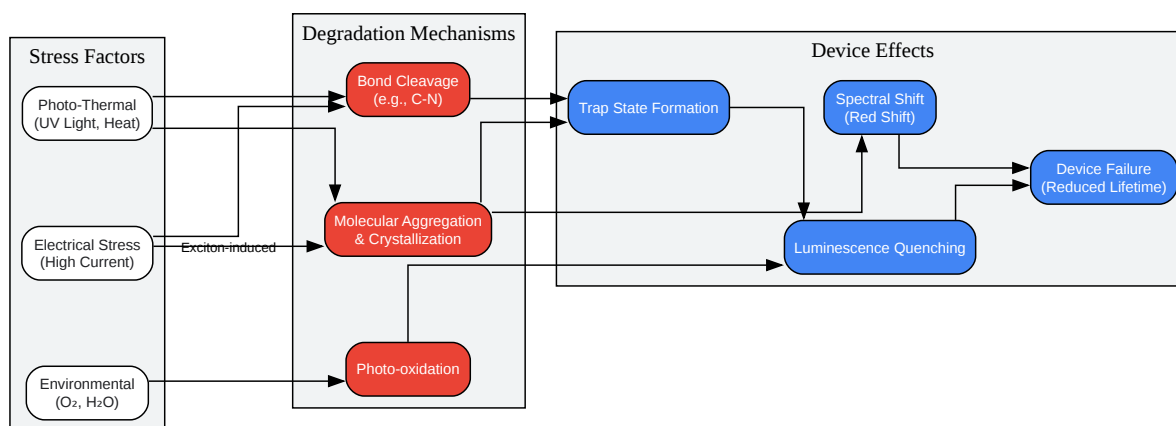 Stress Factors
Photo-Thermal
(UV Light, Heat)
Electrical Stress
(High Current)
Environmental
(O₂, H₂O)
Exciton-induced
Degradation Mechanisms
Bond Cleavage
(e.g., C-N)
Molecular Aggregation
& Crystallization
Photo-oxidation
Device Effects
Trap State Formation
Spectral Shift
(Red Shift)
Luminescence Quenching
Device Failure
(Reduced Lifetime)